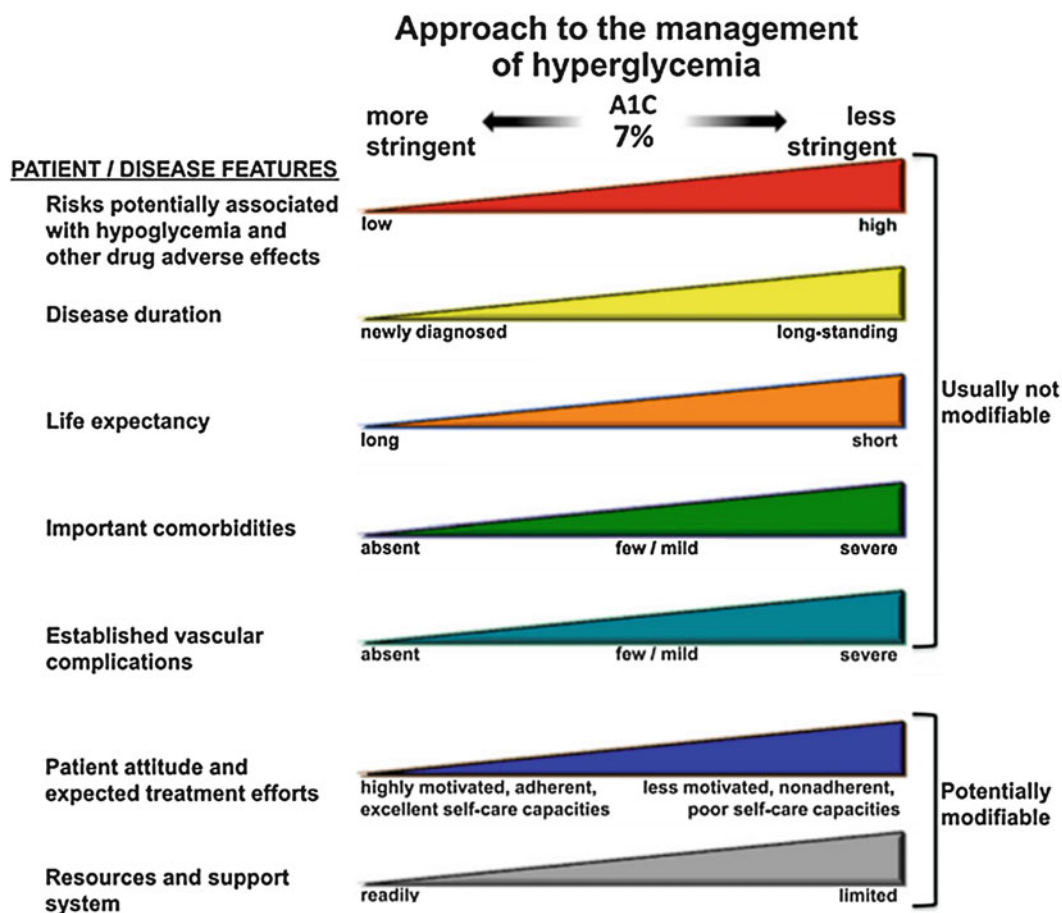 Approach to the management
of hyperglycemia
more
stringent
A1C
7%
less
stringent
PATIENT / DISEASE FEATURES
Risks potentially associated
with hypoglycemia and
other drug adverse effects
low
high
Disease duration
newly diagnosed
long-standing
Life expectancy
long
short
Usually not
modifiable
Important comorbidities
absent
few / mild
severe
Established vascular
complications
absent
few / mild
severe
Patient attitude and
expected treatment efforts
highly motivated, adherent,
excellent self-care capacities
less motivated, nonadherent,
poor self-care capacities
Potentially
modifiable
Resources and support
system
readily
limited